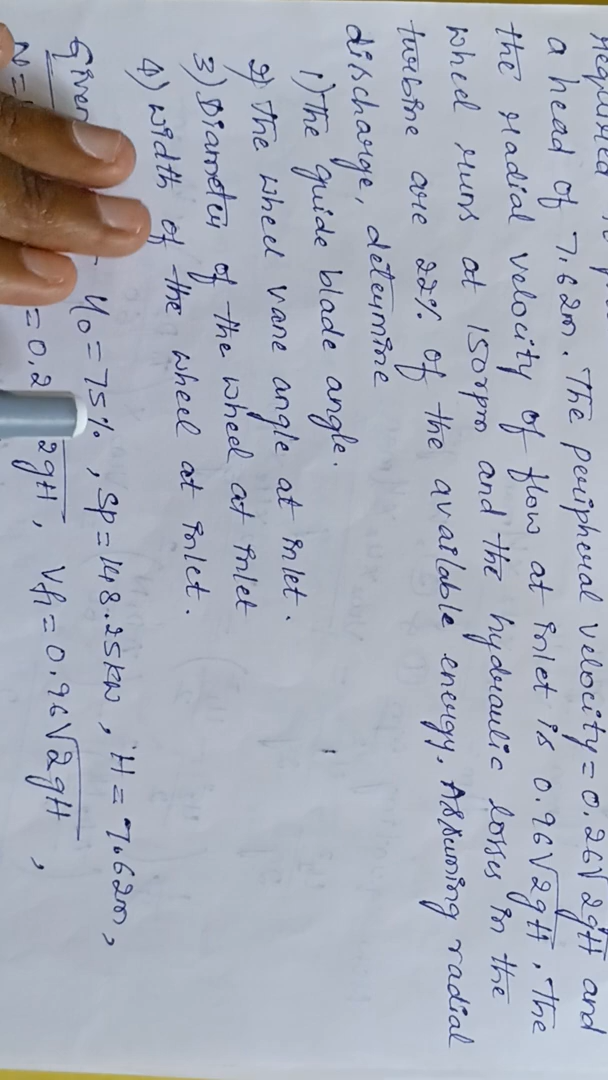 a head of 7.62m. The peripheral velocity = 0.26√2gH and
the radial velocity of flow at inlet is 0.96√2gH. The
wheel runs at 150rpm and the hydraulic losses in the
turbine are 22% of the available energy. Assuming radial
discharge, determine
1) The guide blade angle.
2) The wheel vane angle at inlet.
3) Diameter of the wheel at inlet
4) Width of the wheel at inlet.
Given
ηo = 75%, SP = 148.25kW, H = 7.62m,
N =
= 0.2 2gH, Vf1 = 0.96√2gH,